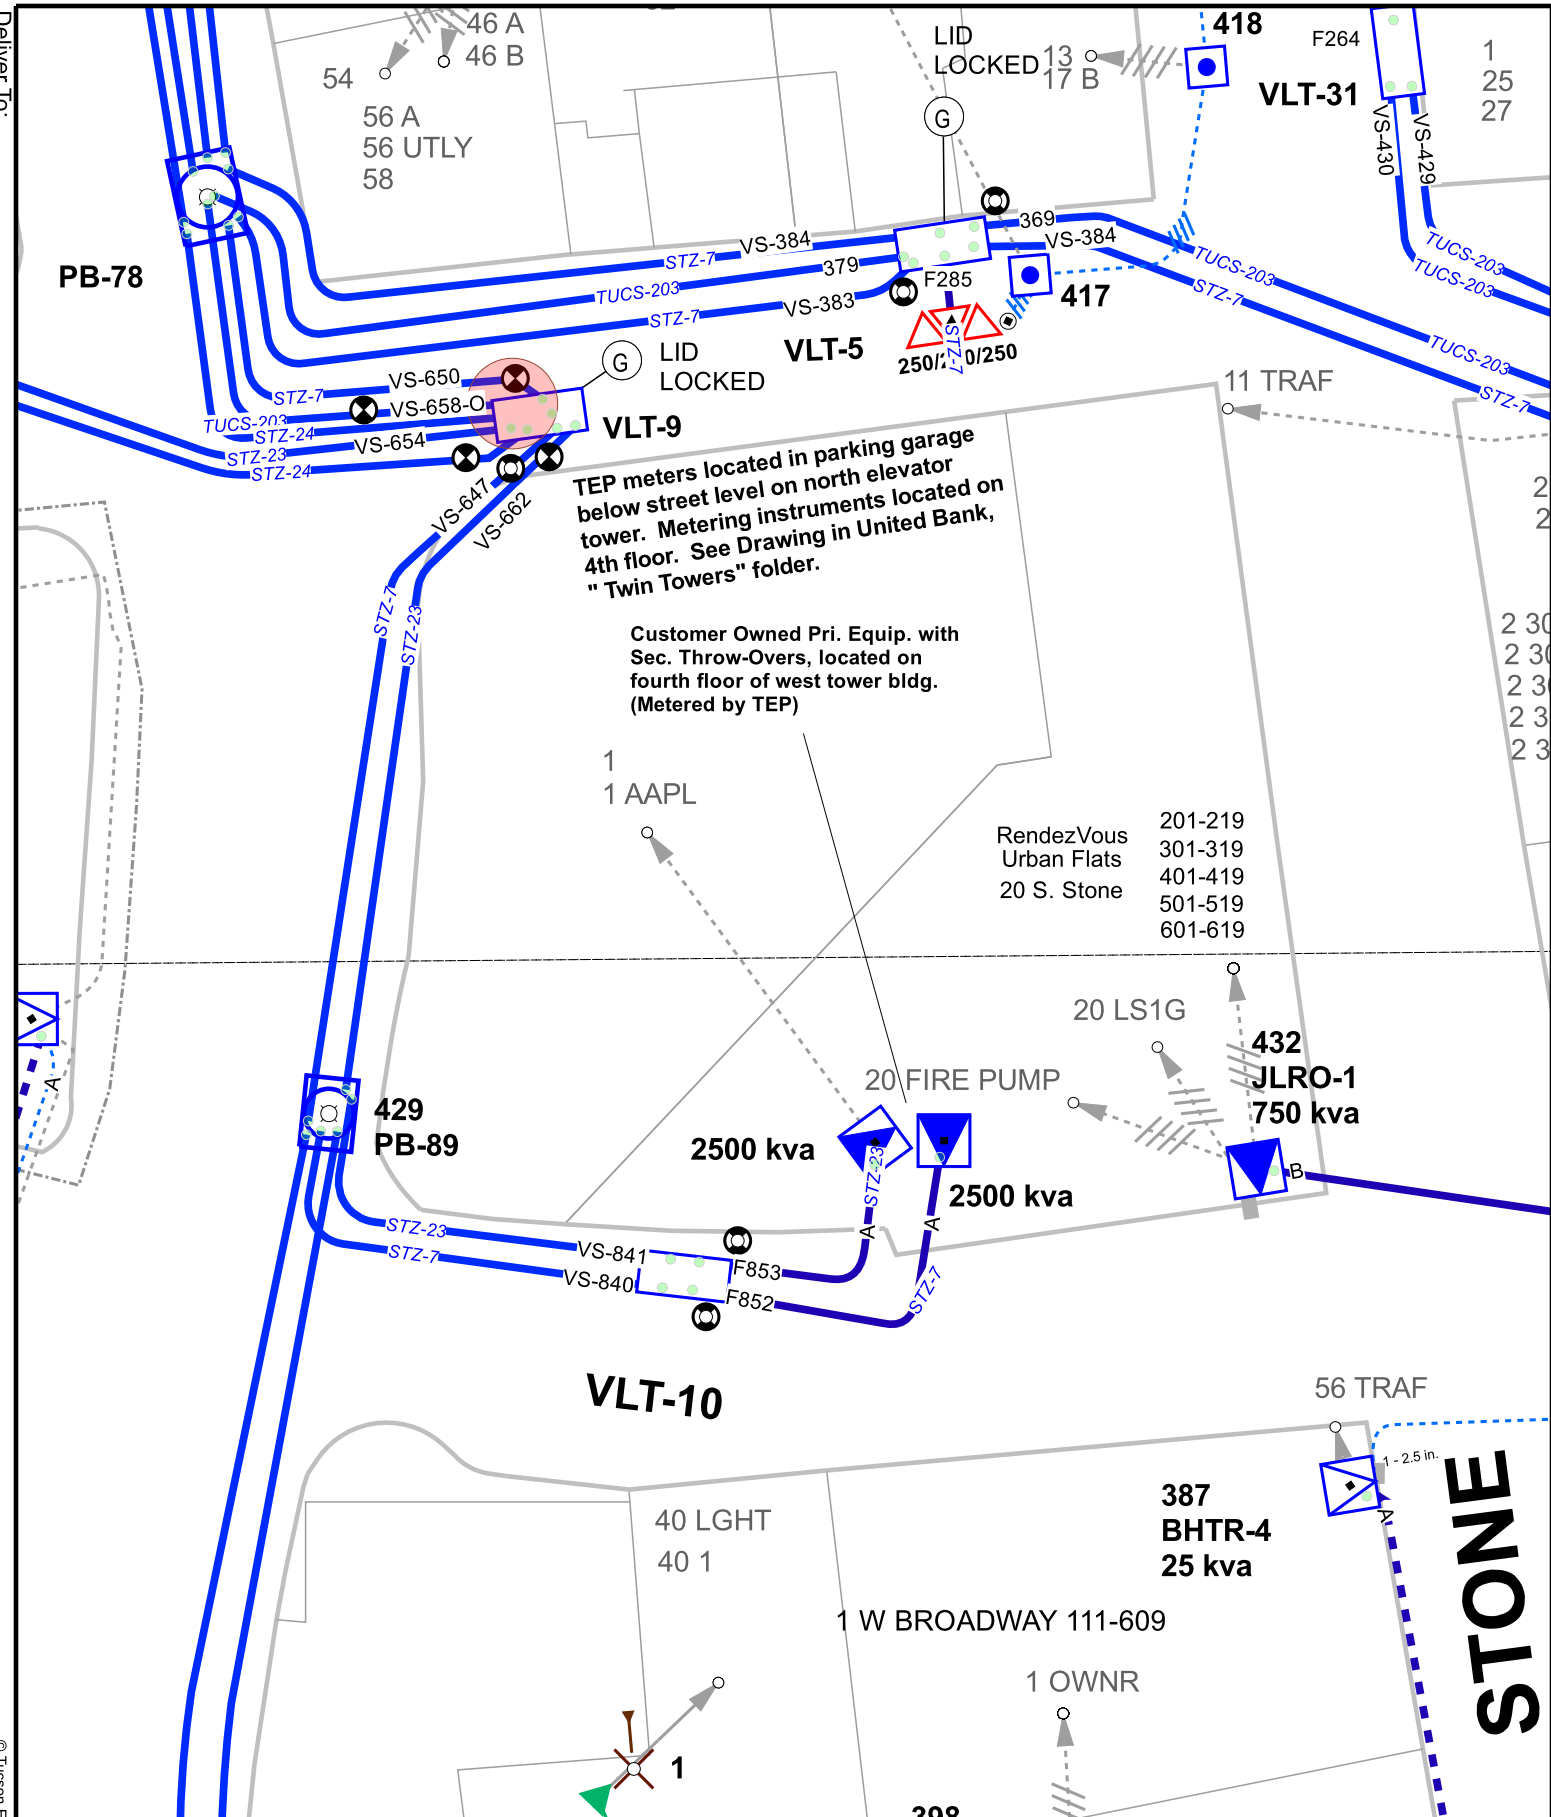 Deliver To:
46 A
46 B
54
56 A
56 UTLY
58
LID
LOCKED
G
13
17 B
418
VLT-31
F264
1
25
27
VS-430
VS-429
PB-78
STZ-7
VS-384
TUCS-203
379
STZ-7
VS-383
369
VS-384
F285
417
VLT-5
STZ-7
TUCS-203
STZ-7
TUCS-203
TUCS-203
TUCS-203
STZ-7
G
LID
LOCKED
STZ-7
VS-650
TUCS-203
VS-658-O
STZ-24
STZ-23
VS-654
STZ-24
VLT-9
VS-647
VS-662
11 TRAF
TEP meters located in parking garage
below street level on north elevator
tower. Metering instruments located on
4th floor. See Drawing in United Bank,
" Twin Towers" folder.
STZ-7
STZ-23
Customer Owned Pri. Equip. with
Sec. Throw-Overs, located on
fourth floor of west tower bldg.
(Metered by TEP)
1
1 AAPL
RendezVous
Urban Flats
20 S. Stone
201-219
301-319
401-419
501-519
601-619
20 LS1G
432
JLRO-1
750 kva
20 FIRE PUMP
A
429
PB-89
2500 kva
STZ-23
2500 kva
B
A
A
STZ-23
STZ-7
VS-841
VS-840
F853
F852
STZ-7
VLT-10
56 TRAF
1 - 2.5 in.
387
BHTR-4
25 kva
A
STONE
40 LGHT
40 1
1 W BROADWAY 111-609
1 OWNR
1
398